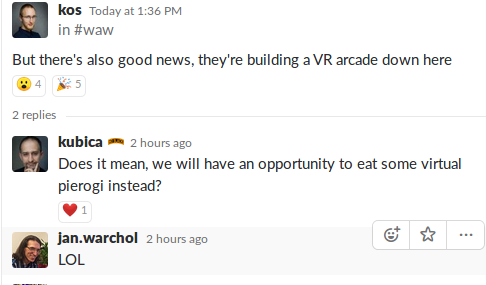 kos Today at 1:36 PM
in #waw
But there's also good news, they're building a VR arcade down here
4 5
2 replies
kubica 2 hours ago
Does it mean, we will have an opportunity to eat some virtual
pierogi instead?
1
jan.warchol 2 hours ago
LOL